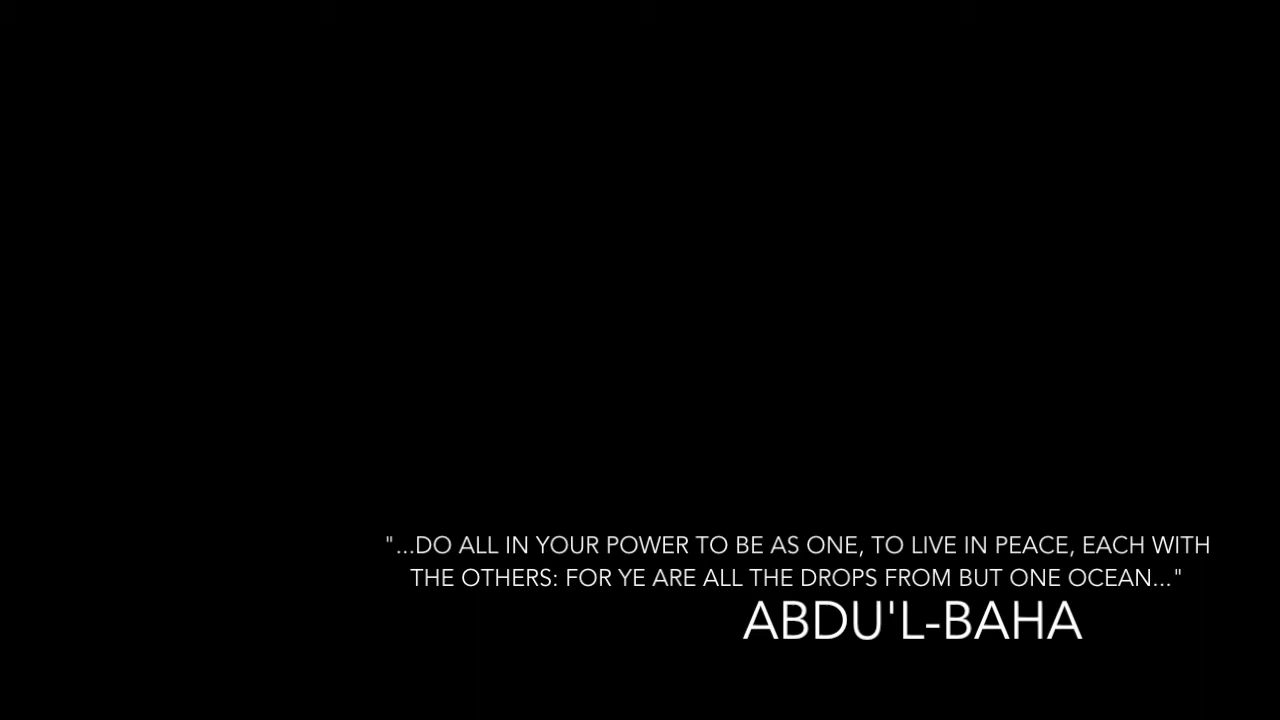 "...DO ALL IN YOUR POWER TO BE AS ONE, TO LIVE IN PEACE, EACH WITH
THE OTHERS: FOR YE ARE ALL THE DROPS FROM BUT ONE OCEAN..."
ABDU'L-BAHA